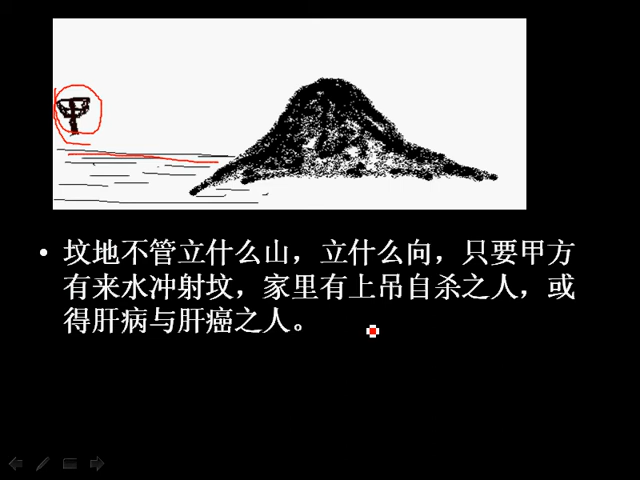 甲
坟地不管立什么山，立什么向，只要甲方
有来水冲射坟，家里有上吊自杀之人，或
得肝病与肝癌之人。